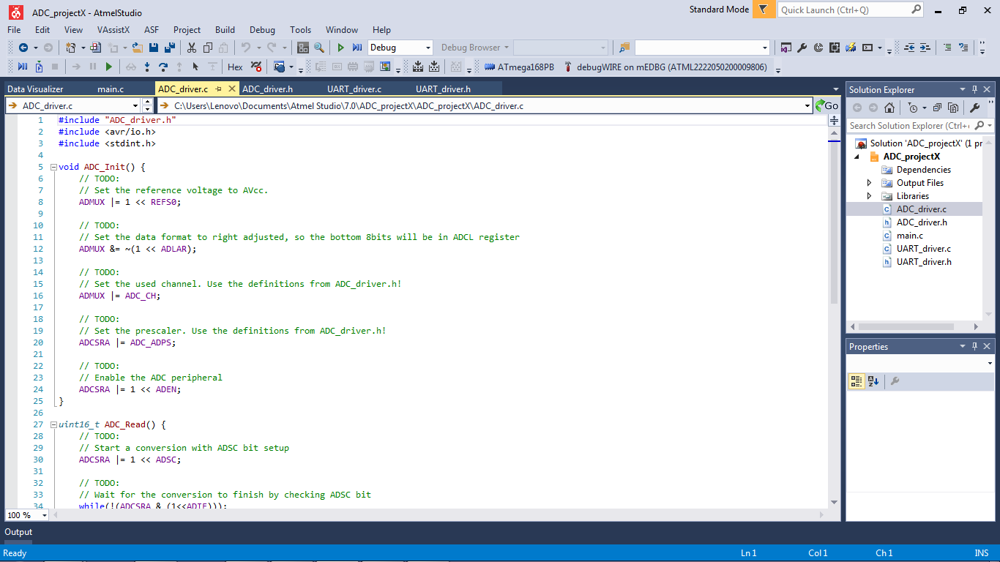 ADC_projectX - AtmelStudio
Standard Mode
Quick Launch (Ctrl+Q)
File Edit View VAssistX ASF Project Build Debug Tools Window Help
Debug Debug Browser
Hex ATmega168PB debugWIRE on mEDBG (ATML2222050200009806)
Data Visualizer main.c ADC_driver.c ADC_driver.h UART_driver.c UART_driver.h
ADC_driver.c C:\Users\Lenovo\Documents\Atmel Studio\7.0\ADC_projectX\ADC_projectX\ADC_driver.c Go
1 #include "ADC_driver.h"
2 #include <avr/io.h>
3 #include <stdint.h>
4
5 void ADC_Init() {
6 // TODO:
7 // Set the reference voltage to AVcc.
8 ADMUX |= 1 << REFS0;
9
10 // TODO:
11 // Set the data format to right adjusted, so the bottom 8bits will be in ADCL register
12 ADMUX &= ~(1 << ADLAR);
13
14 // TODO:
15 // Set the used channel. Use the definitions from ADC_driver.h!
16 ADMUX |= ADC_CH;
17
18 // TODO:
19 // Set the prescaler. Use the definitions from ADC_driver.h!
20 ADCSRA |= ADC_ADPS;
21
22 // TODO:
23 // Enable the ADC peripheral
24 ADCSRA |= 1 << ADEN;
25 }
26
27 uint16_t ADC_Read() {
28 // TODO:
29 // Start a conversion with ADSC bit setup
30 ADCSRA |= 1 << ADSC;
31
32 // TODO:
33 // Wait for the conversion to finish by checking ADSC bit
34 while(!(ADCSRA & (1<<ADIF)));
100 %
Solution Explorer
Search Solution Explorer (Ctrl+
Solution 'ADC_projectX' (1 pr
ADC_projectX
Dependencies
Output Files
Libraries
ADC_driver.c
ADC_driver.h
main.c
UART_driver.c
UART_driver.h
Properties
Output
Ready Ln 1 Col 1 Ch 1 INS